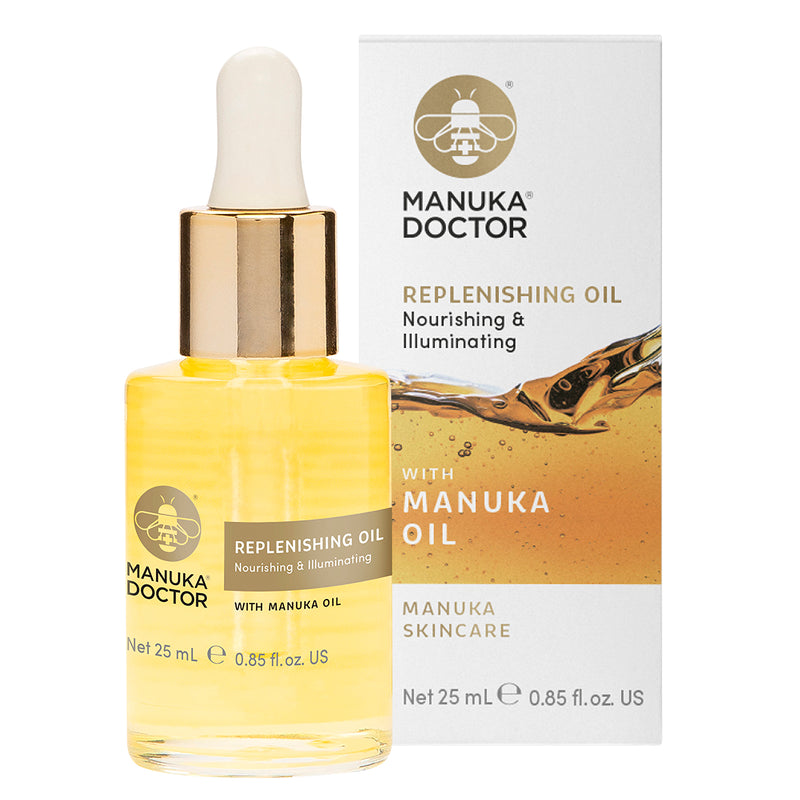 MANUKA®
DOCTOR
REPLENISHING OIL
Nourishing &
Illuminating
WITH
MANUKA
OIL
MANUKA
SKINCARE
Net 25 mL ℮ 0.85 fl.oz. US
MANUKA®
DOCTOR
REPLENISHING OIL
Nourishing & Illuminating
WITH MANUKA OIL
Net 25 mL ℮ 0.85 fl.oz. US